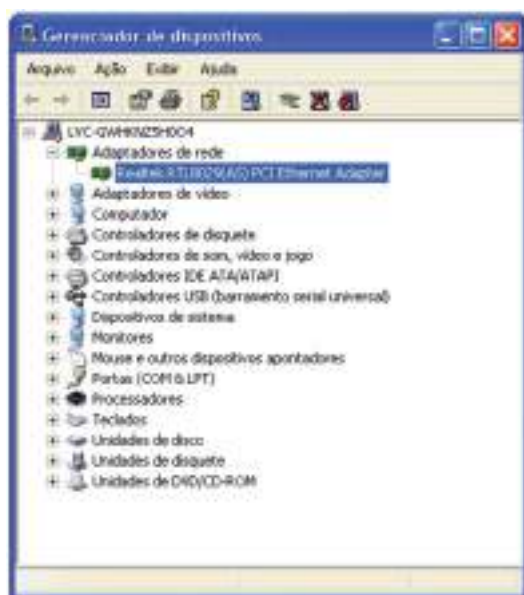 Gerenciador de dispositivos
Arquivo Ação Exibir Ajuda
Adaptadores de rede
Realtek RTL8029(AS) PCI Ethernet Adapter
Adaptadores de vídeo
Computador
Controladores de disquete
Controladores de som, vídeo e jogo
Controladores IDE ATA/ATAPI
Controladores USB (barramento serial universal)
Dispositivos de sistema
Monitores
Mouse e outros dispositivos apontadores
Portas (COM & LPT)
Processadores
Teclados
Unidades de disco
Unidades de disquete
Unidades de DVD/CD-ROM